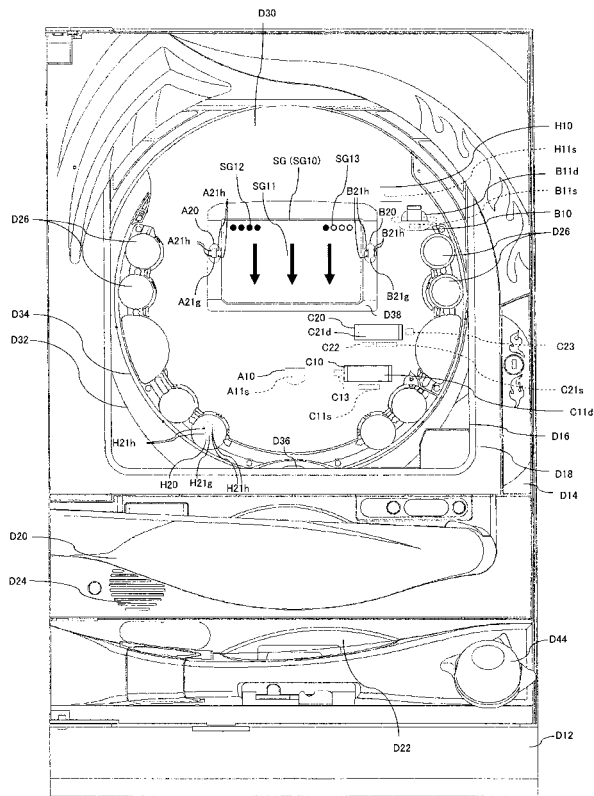 D30
H10
SG (SG10)
SG12
SG13
H11s
A21h
SG11
B21h
B11d
A20
B20
B11s
B10
D26
A21h
B21h
D26
A21g
B21g
D38
C20
D34
C21d
C23
D32
C22
C10
A10
C21s
A11s
C13
C11s
C11d
H21h
D36
D16
H20
H21g
H21h
D18
D14
D20
D24
D44
D22
D12